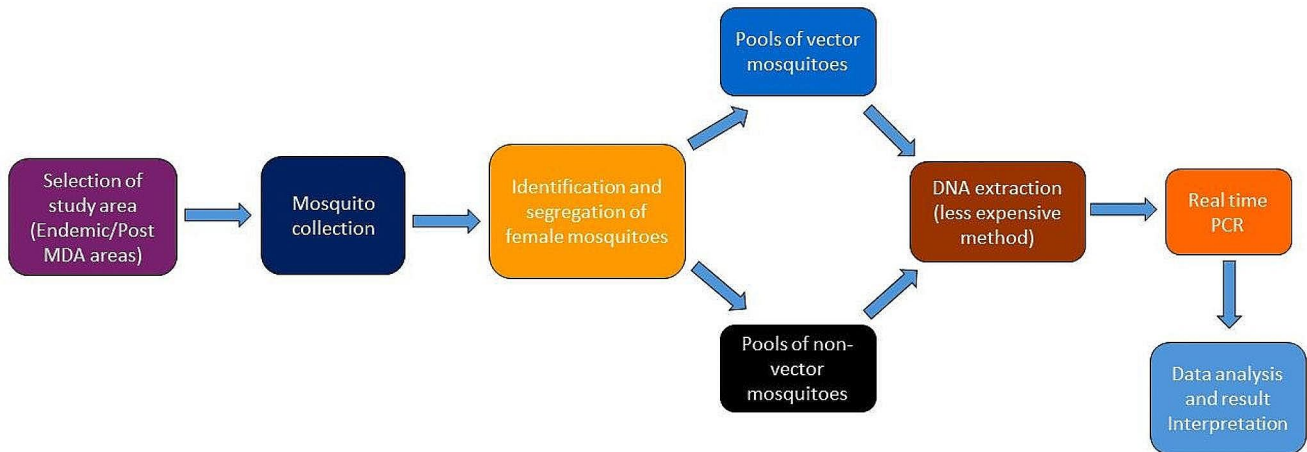 Selection of
study area
(Endemic/Post
MDA areas)
Mosquito
collection
Identification and
segregation of
female mosquitoes
Pools of vector
mosquitoes
Pools of non-
vector
mosquitoes
DNA extraction
(less expensive
method)
Real time
PCR
Data analysis
and result
Interpretation